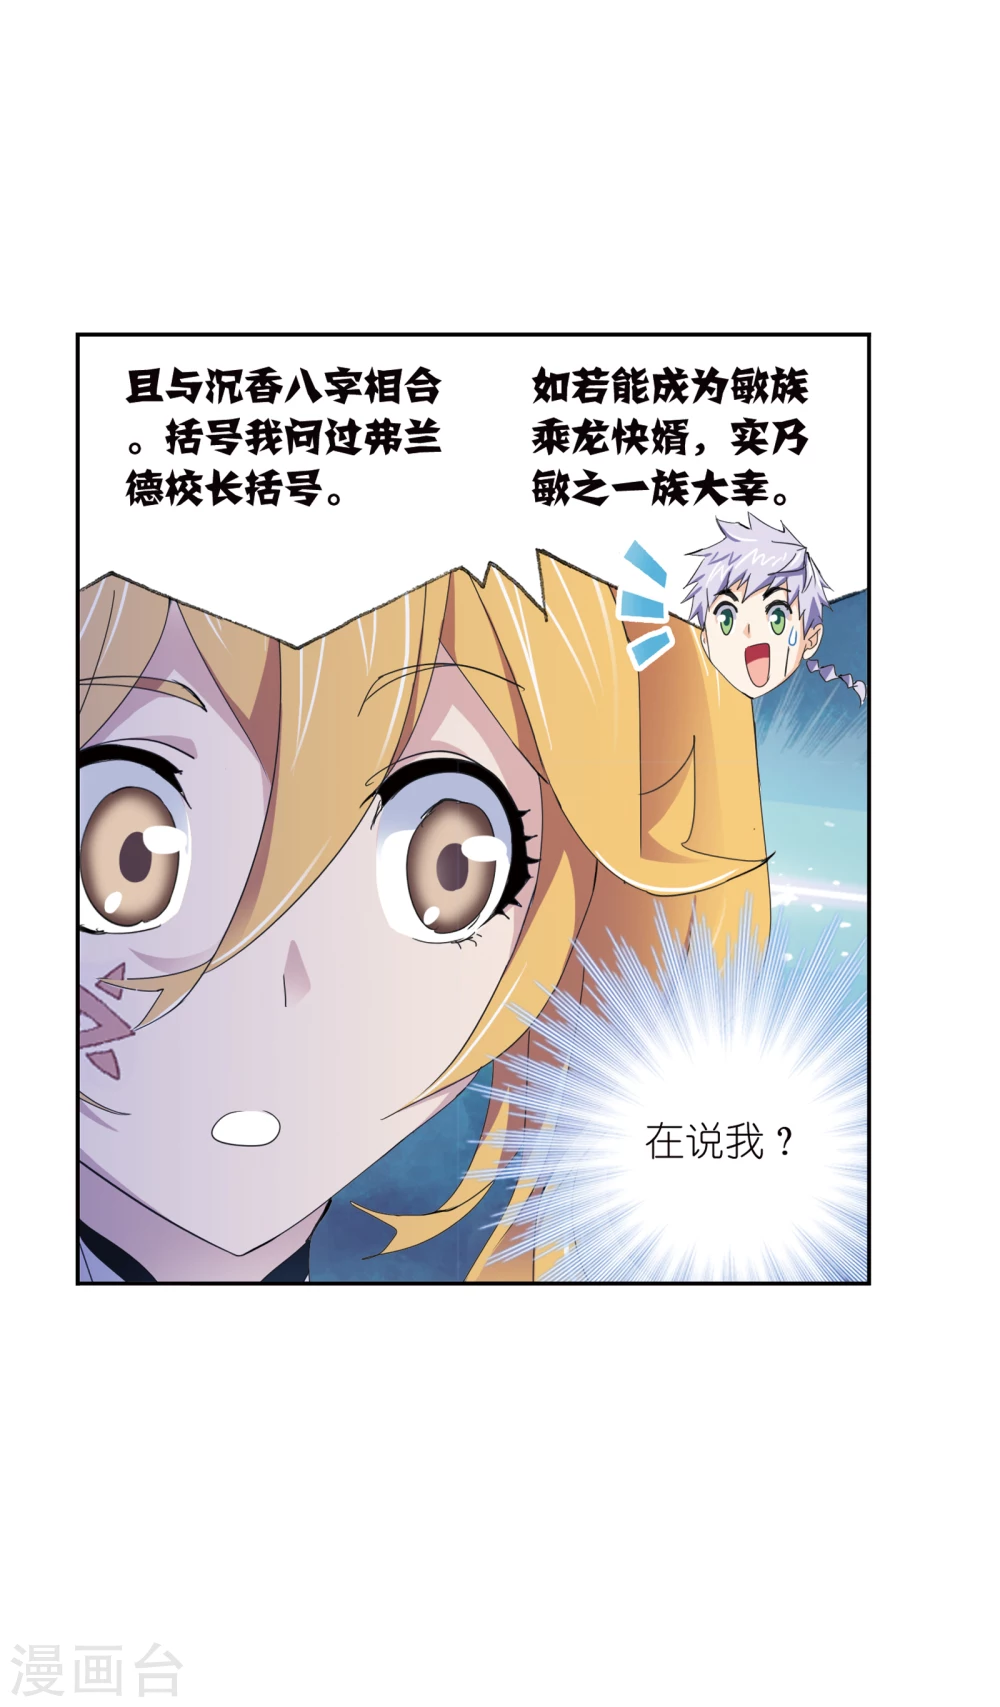 且与沉香八字相合
。括号我问过弗兰
德校长括号。
如若能成为敏族
乘龙快婿，实乃
敏之一族大幸。
在说我？
漫画台